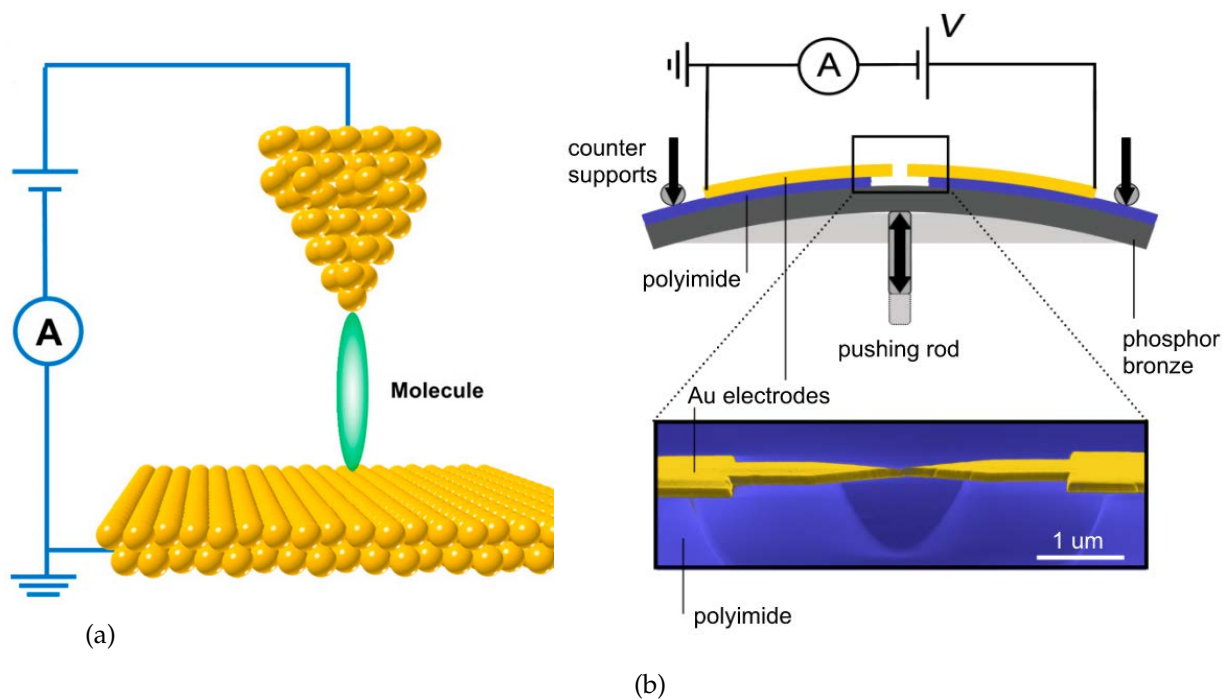 A
Molecule
(a)
V
A
counter
supports
polyimide
pushing rod
phosphor
bronze
Au electrodes
1 um
polyimide
(b)